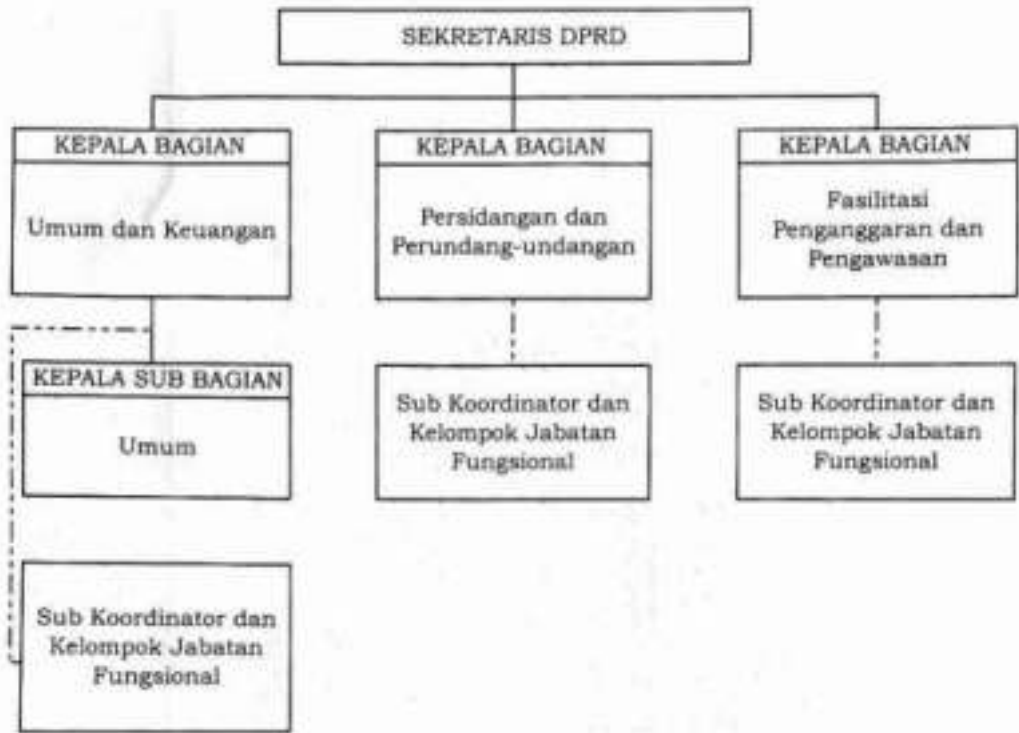 SEKRETARIS DPRD
KEPALA BAGIAN
Umum dan Keuangan
KEPALA BAGIAN
Persidangan dan
Perundang-undangan
KEPALA BAGIAN
Fasilitasi
Penganggaran dan
Pengawasan
KEPALA SUB BAGIAN
Umum
Sub Koordinator dan
Kelompok Jabatan
Fungsional
Sub Koordinator dan
Kelompok Jabatan
Fungsional
Sub Koordinator dan
Kelompok Jabatan
Fungsional